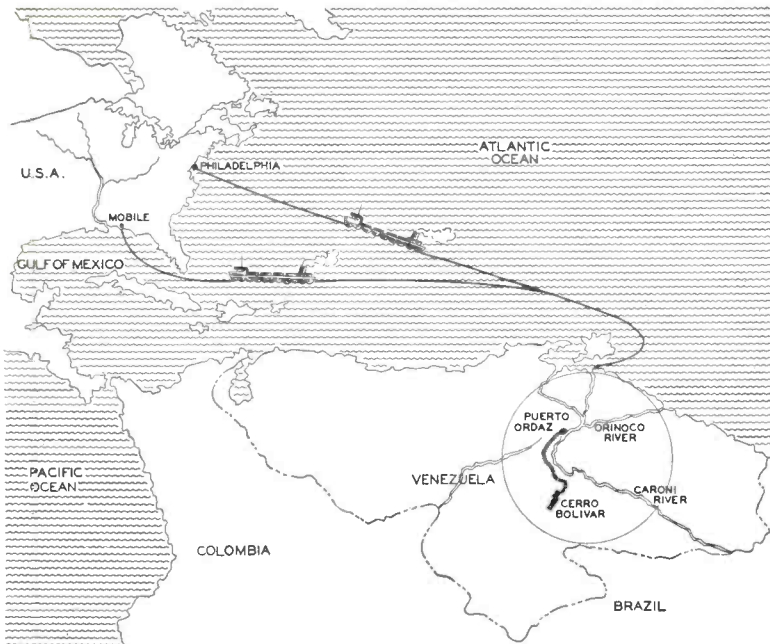 ATLANTIC
OCEAN
PHILADELPHIA
U.S.A.
MOBILE
GULF OF MEXICO
PUERTO
ORDAZ
ORINOCO
RIVER
PACIFIC
OCEAN
VENEZUELA
CARONI
RIVER
CERRO
BOLIVAR
COLOMBIA
BRAZIL